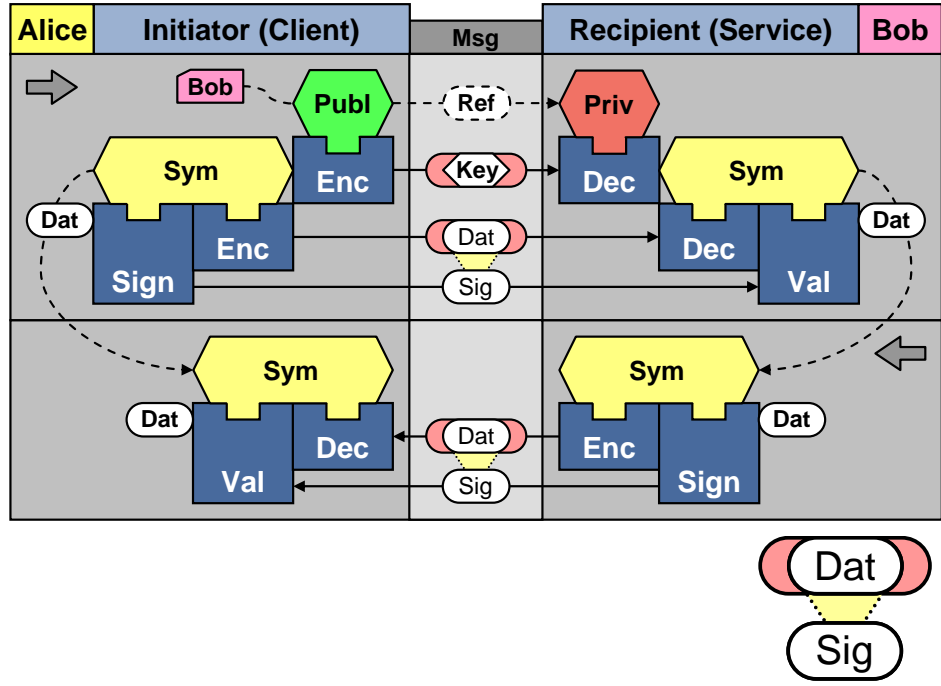 Alice Initiator (Client) Msg Recipient (Service) Bob
Bob Publ Ref Priv
Sym Enc Key Dec Sym
Dat Enc Dat Dec Dat
Sign Sig Val
Sym Sym
Dat Dec Dat Enc Dat
Val Sig Sign
Dat
Sig